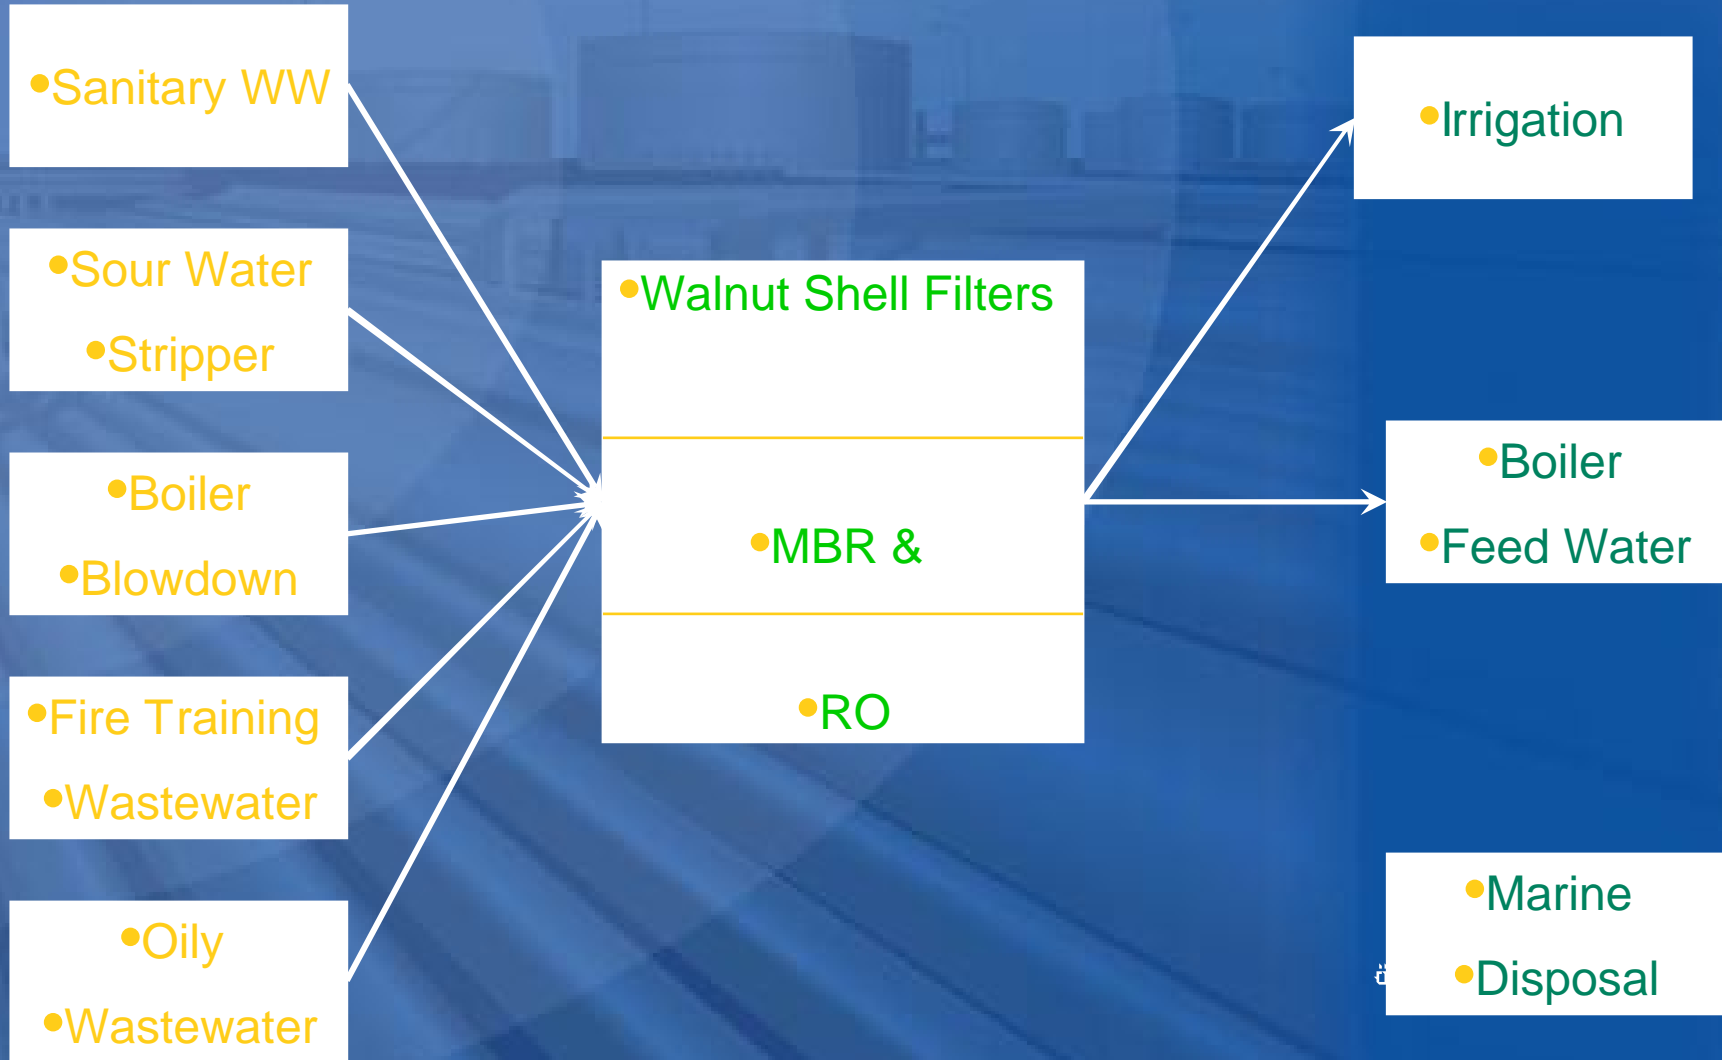 •Sanitary WW
•Sour Water
•Stripper
•Boiler
•Blowdown
•Fire Training
•Wastewater
•Oily
•Wastewater
•Walnut Shell Filters
•MBR &
•RO
•Irrigation
•Boiler
•Feed Water
•Marine
•Disposal